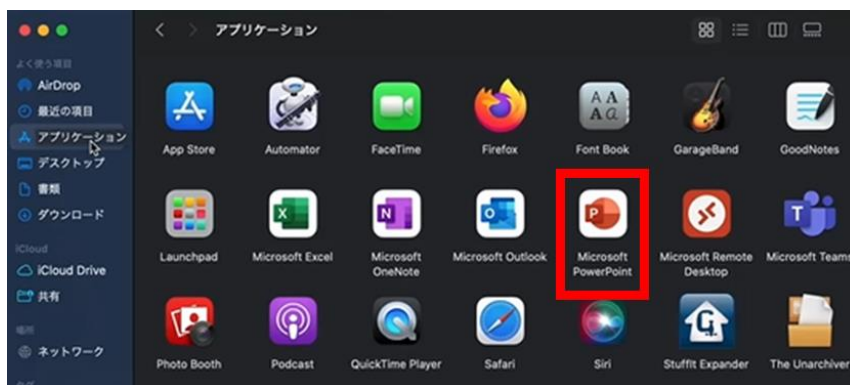 アプリケーション
よく使う項目
AirDrop
最近の項目
アプリケーション
デスクトップ
書類
ダウンロード
iCloud
iCloud Drive
共有
場所
ネットワーク
App Store
Automator
FaceTime
Firefox
Font Book
GarageBand
GoodNotes
Launchpad
Microsoft Excel
Microsoft
OneNote
Microsoft Outlook
Microsoft
PowerPoint
Microsoft Remote
Desktop
Microsoft Teams
Photo Booth
Podcast
QuickTime Player
Safari
Siri
StuffIt Expander
The Unarchiver